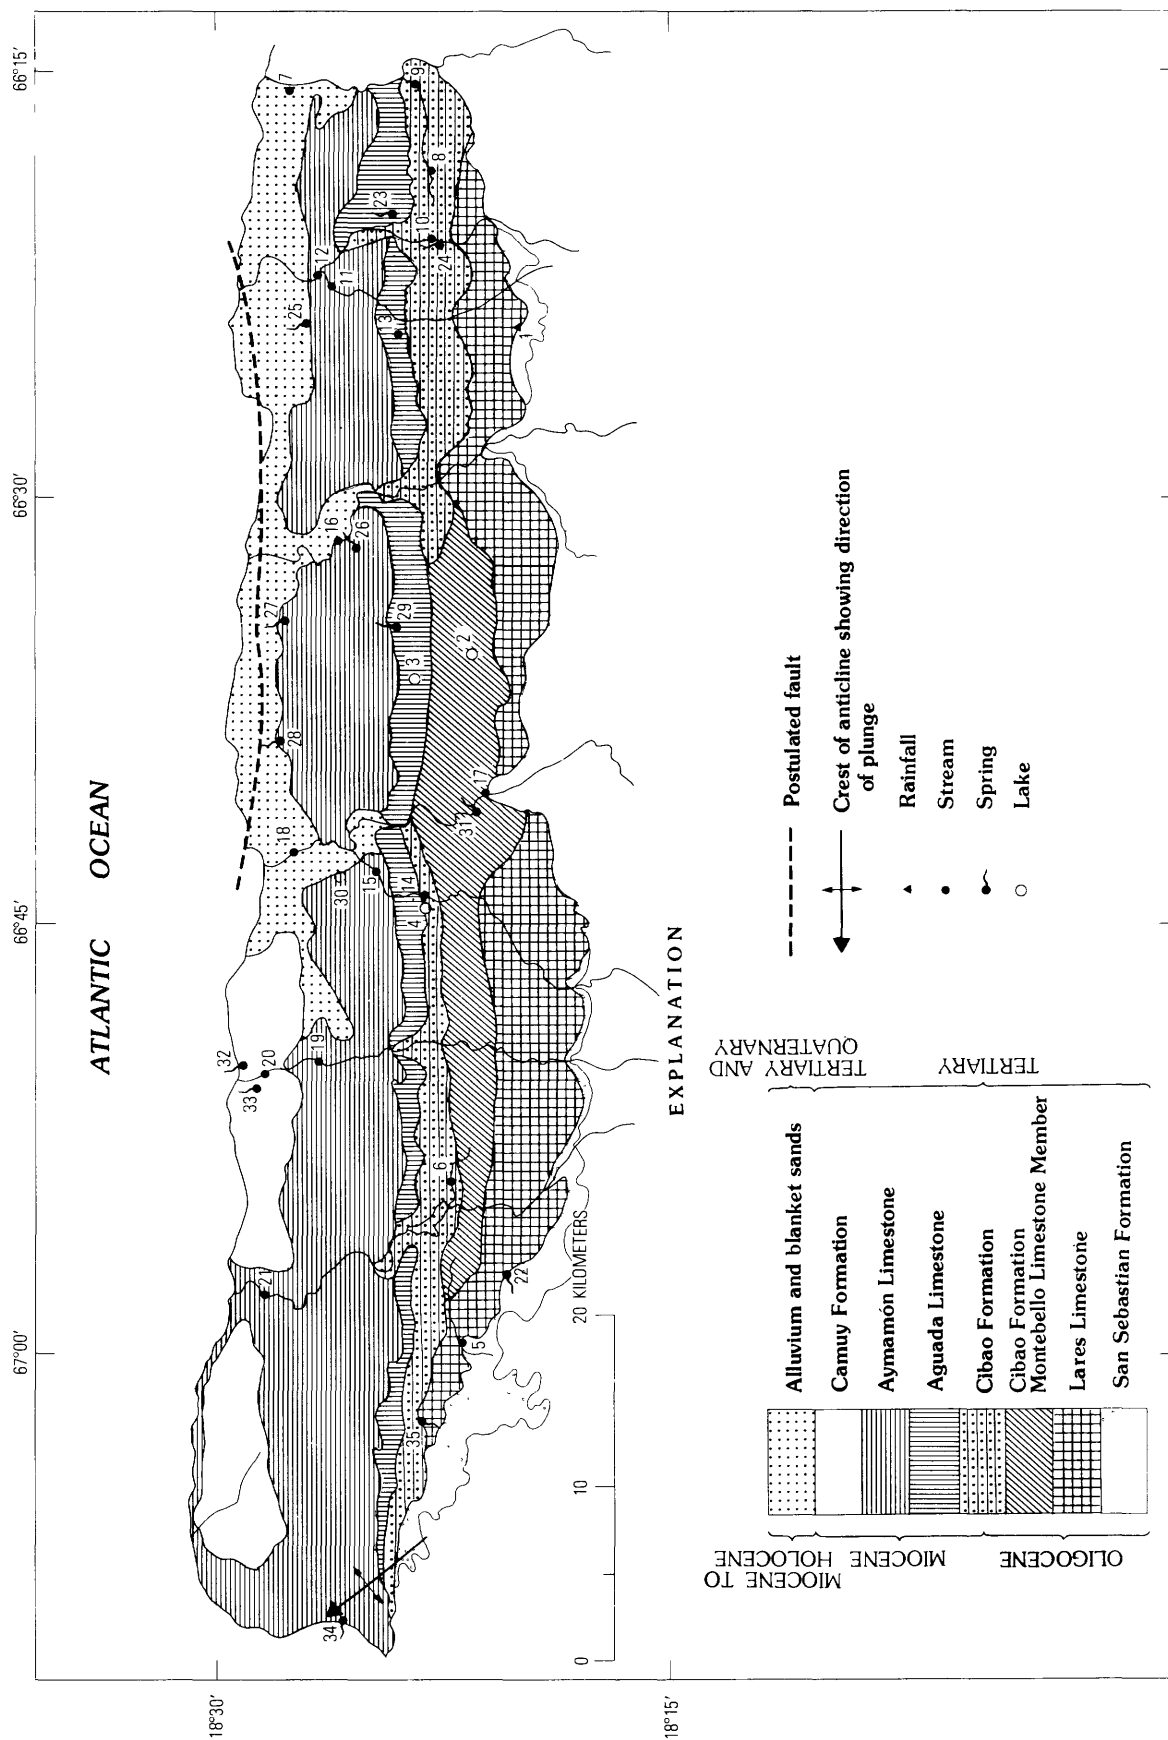 67°00′
66°45′
66°30′
66°15′
18°30′
18°15′
ATLANTIC OCEAN
34
35
5
22
21
6
33
32
20
19
4
14
30
15
18
31
17
28
3
2
29
27
26
16
13
1
25
11
12
24
10
23
8
9
7
0
10
20 KILOMETERS
EXPLANATION
Alluvium and blanket sands
Camuy Formation
Aymamón Limestone
Aguada Limestone
Cibao Formation
Cibao Formation
Montebello Limestone Member
Lares Limestone
San Sebastian Formation
MIOCENE TO
HOLOCENE
MIOCENE
OLIGOCENE
TERTIARY AND
QUATERNARY
TERTIARY
Postulated fault
Crest of anticline showing direction
of plunge
Rainfall
Stream
Spring
Lake